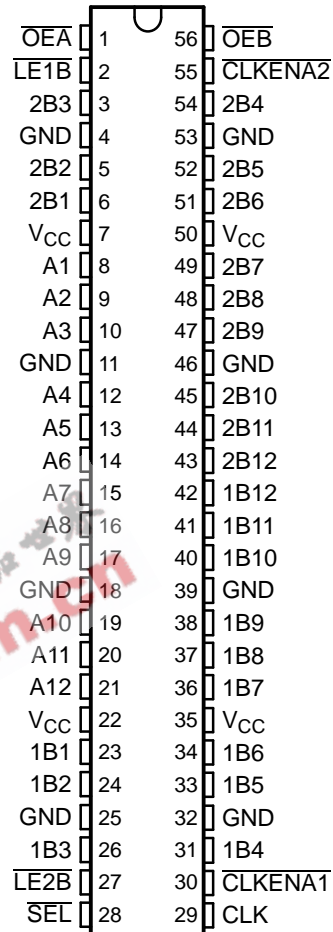 OEA 1 56 OEB
LE1B 2 55 CLKENA2
2B3 3 54 2B4
GND 4 53 GND
2B2 5 52 2B5
2B1 6 51 2B6
VCC 7 50 VCC
A1 8 49 2B7
A2 9 48 2B8
A3 10 47 2B9
GND 11 46 GND
A4 12 45 2B10
A5 13 44 2B11
A6 14 43 2B12
A7 15 42 1B12
A8 16 41 1B11
A9 17 40 1B10
GND 18 39 GND
A10 19 38 1B9
A11 20 37 1B8
A12 21 36 1B7
VCC 22 35 VCC
1B1 23 34 1B6
1B2 24 33 1B5
GND 25 32 GND
1B3 26 31 1B4
LE2B 27 30 CLKENA1
SEL 28 29 CLK